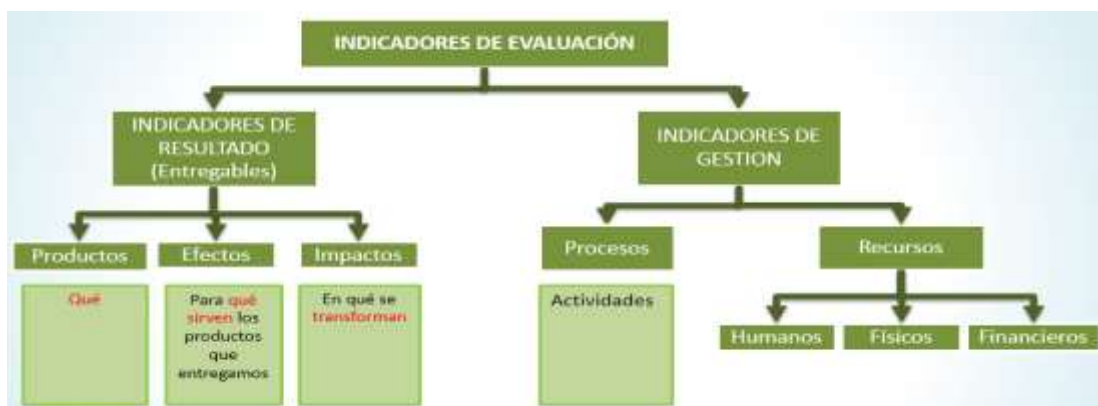 INDICADORES DE EVALUACIÓN
INDICADORES DE
RESULTADO
(Entregables)
INDICADORES DE
GESTION
Productos
Efectos
Impactos
Procesos
Recursos
Qué
Para qué
sirven los
productos
que
entregamos
En qué se
transforman
Actividades
Humanos
Físicos
Financieros